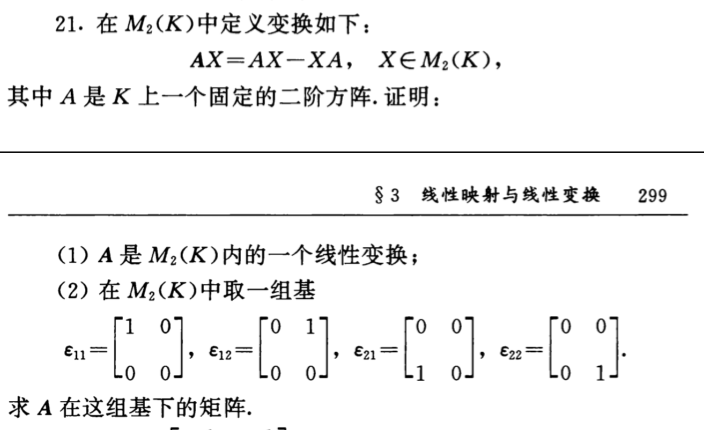 21. 在 M₂(K)中定义变换如下:
AX=AX−XA, X∈M₂(K),
其中 A 是 K 上一个固定的二阶方阵.证明:
§3 线性映射与线性变换 299
(1) A 是 M₂(K)内的一个线性变换;
(2) 在 M₂(K)中取一组基
ε₁₁=[1 0; 0 0], ε₁₂=[0 1; 0 0], ε₂₁=[0 0; 1 0], ε₂₂=[0 0; 0 1].
求 A 在这组基下的矩阵.